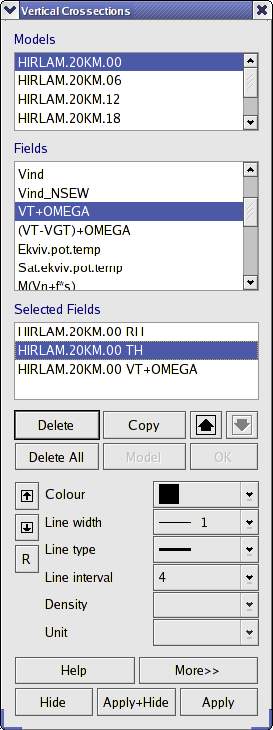 Vertical Crossections
Models
HIRLAM.20KM.00
HIRLAM.20KM.06
HIRLAM.20KM.12
HIRLAM.20KM.18
Fields
Vind
Vind_NSEW
VT+OMEGA
(VT-VGT)+OMEGA
Ekviv.pot.temp
Sat.ekviv.pot.temp
M(Vn+f*s)
Selected Fields
HIRLAM.20KM.00 RH
HIRLAM.20KM.00 TH
HIRLAM.20KM.00 VT+OMEGA
Delete Copy
Delete All Model OK
Colour
Line width 1
Line type
R
Line interval 4
Density
Unit
Help More>>
Hide Apply+Hide Apply